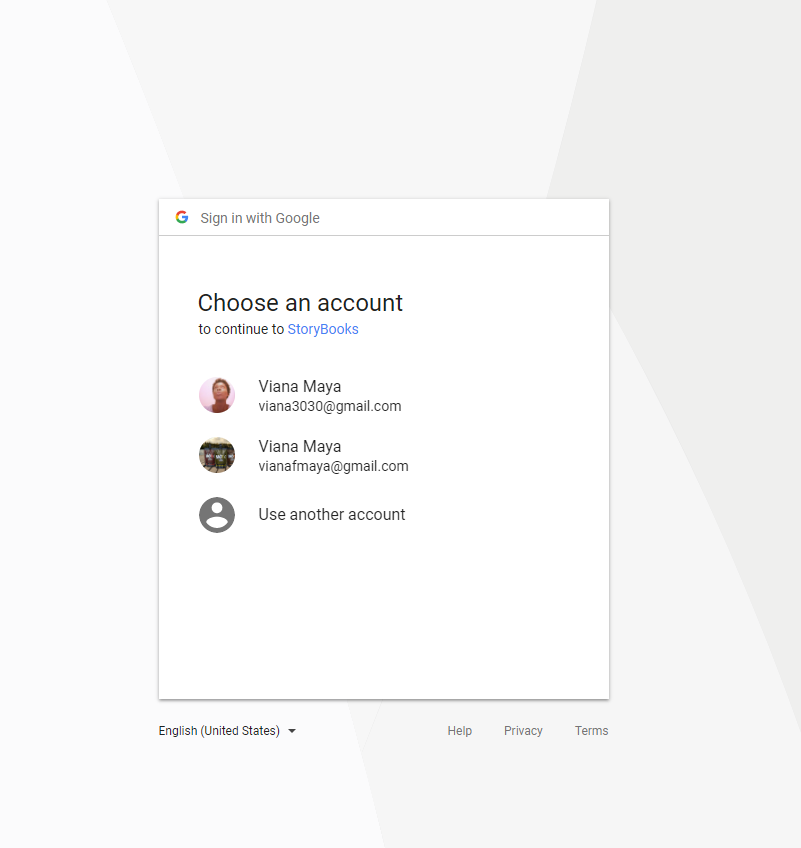 Sign in with Google
Choose an account
to continue to StoryBooks
Viana Maya
viana3030@gmail.com
Viana Maya
vianafmaya@gmail.com
Use another account
English (United States)
Help Privacy Terms